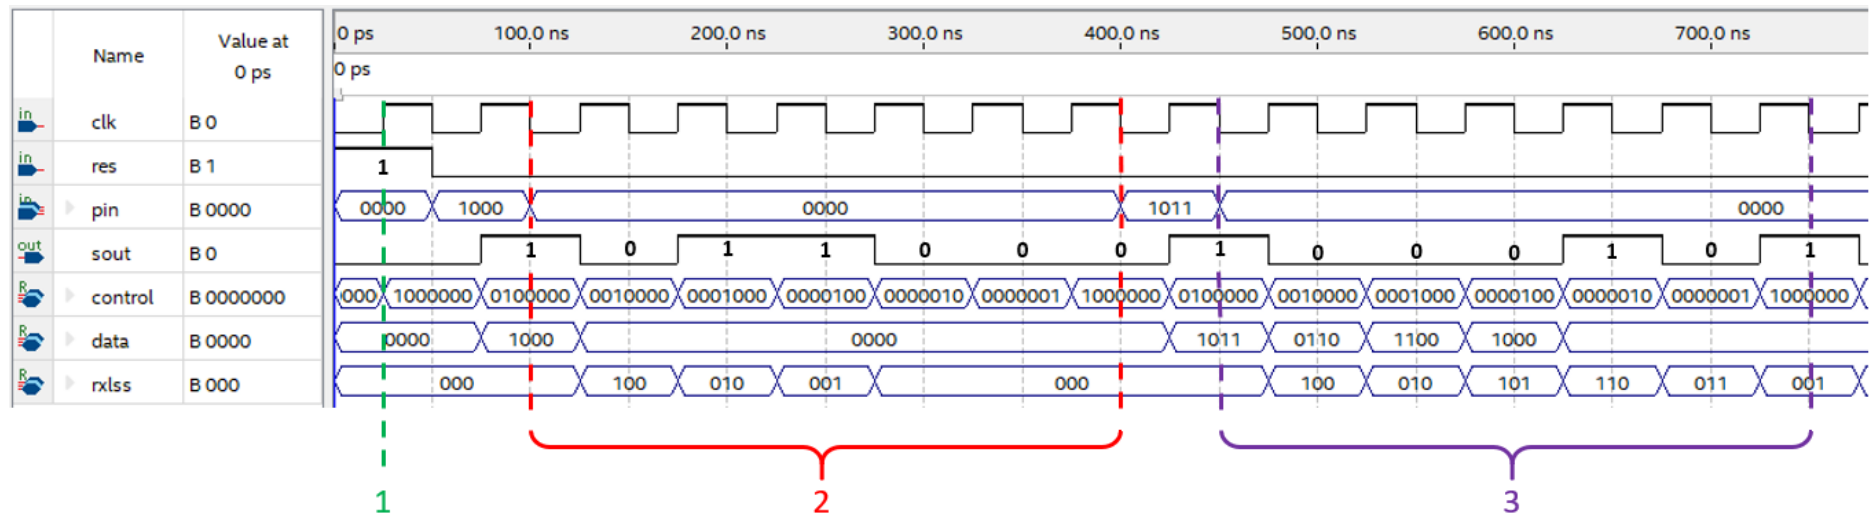 Name Value at 0 ps
0 ps 100.0 ns 200.0 ns 300.0 ns 400.0 ns 500.0 ns 600.0 ns 700.0 ns
0 ps
in clk B 0
in res B 1 1
in pin B 0000 0000 1000 0000 1011 0000
out sout B 0 1 0 1 1 0 0 0 1 0 0 0 1 0 1
R control B 0000000 000 1000000 0100000 0010000 0001000 0000100 0000010 0000001 1000000 0100000 0010000 0001000 0000100 0000010 0000001 1000000
R data B 0000 0000 1000 0000 1011 0110 1100 1000
R rxlss B 000 000 100 010 001 000 100 010 101 110 011 001
1 2 3